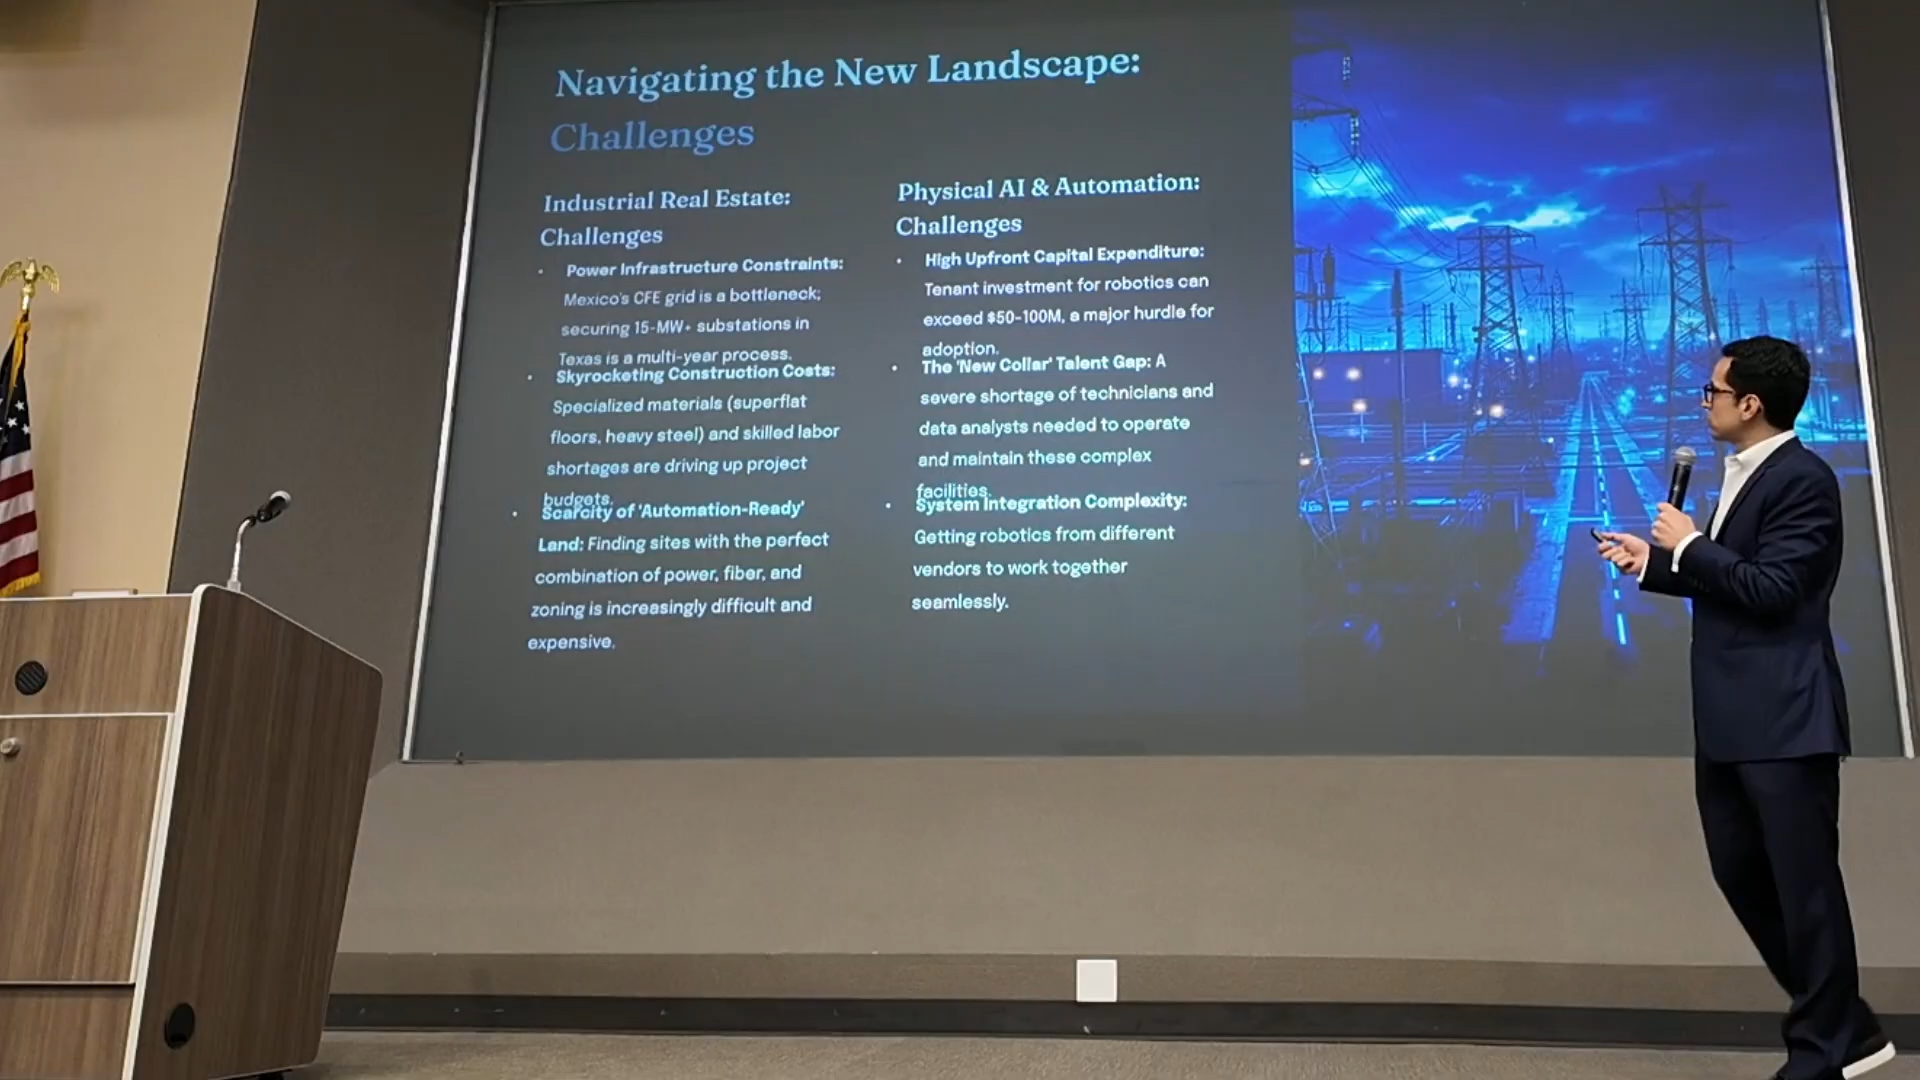 Navigating the New Landscape:
Challenges
Industrial Real Estate:
Challenges
• Power Infrastructure Constraints:
Mexico's CFE grid is a bottleneck;
securing 15-MW+ substations in
Texas is a multi-year process.
• Skyrocketing Construction Costs:
Specialized materials (superflat
floors, heavy steel) and skilled labor
shortages are driving up project
budgets.
• Scarcity of 'Automation-Ready'
Land: Finding sites with the perfect
combination of power, fiber, and
zoning is increasingly difficult and
expensive.
Physical AI & Automation:
Challenges
• High Upfront Capital Expenditure:
Tenant investment for robotics can
exceed $50-100M, a major hurdle for
adoption.
• The 'New Collar' Talent Gap: A
severe shortage of technicians and
data analysts needed to operate
and maintain these complex
facilities.
• System Integration Complexity:
Getting robotics from different
vendors to work together
seamlessly.